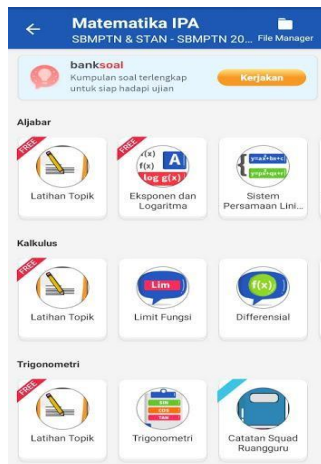 Matematika IPA
SBMPTN & STAN - SBMPTN 20... File Manager
banksoal
Kumpulan soal terlengkap
untuk siap hadapi ujian
Kerjakan
Aljabar
FREE
FREE
f(x)
A
log g(x)
Latihan Topik
Eksponen dan
Logaritma
Sistem
Persamaan Lini...
Kalkulus
FREE
Lim
f(x)
Latihan Topik
Limit Fungsi
Differensial
Trigonometri
FREE
SIN
COS
TAN
Latihan Topik
Trigonometri
Catatan Squad
Ruangguru